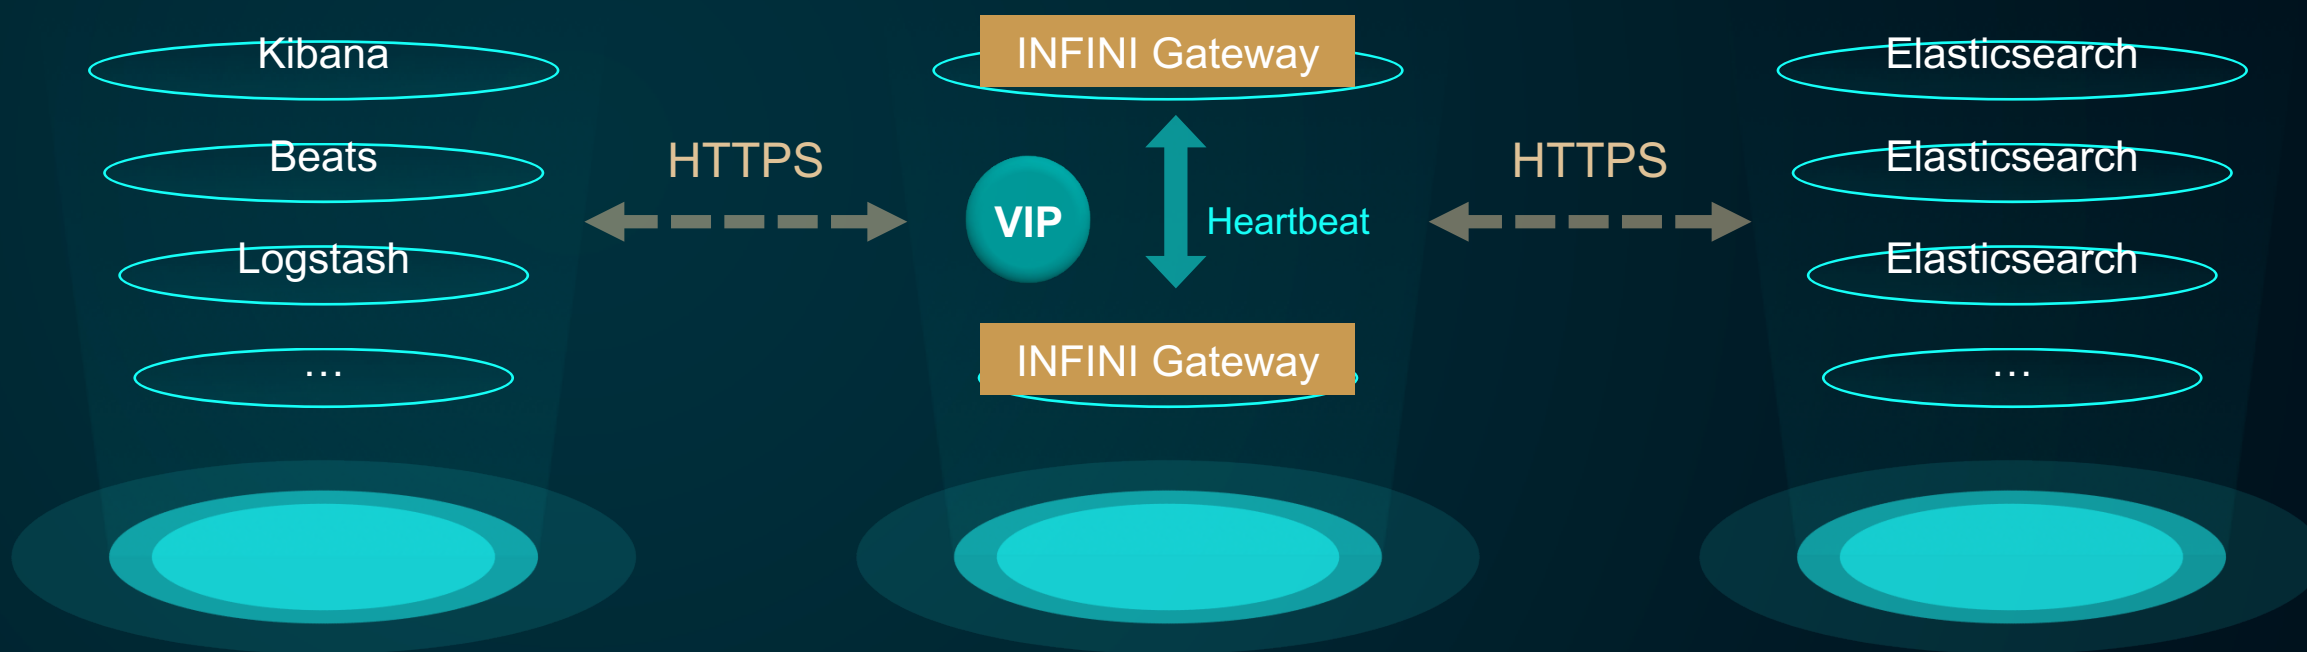 Kibana
Beats
Logstash
...
HTTPS
INFINI Gateway
VIP
Heartbeat
INFINI Gateway
HTTPS
Elasticsearch
Elasticsearch
Elasticsearch
...